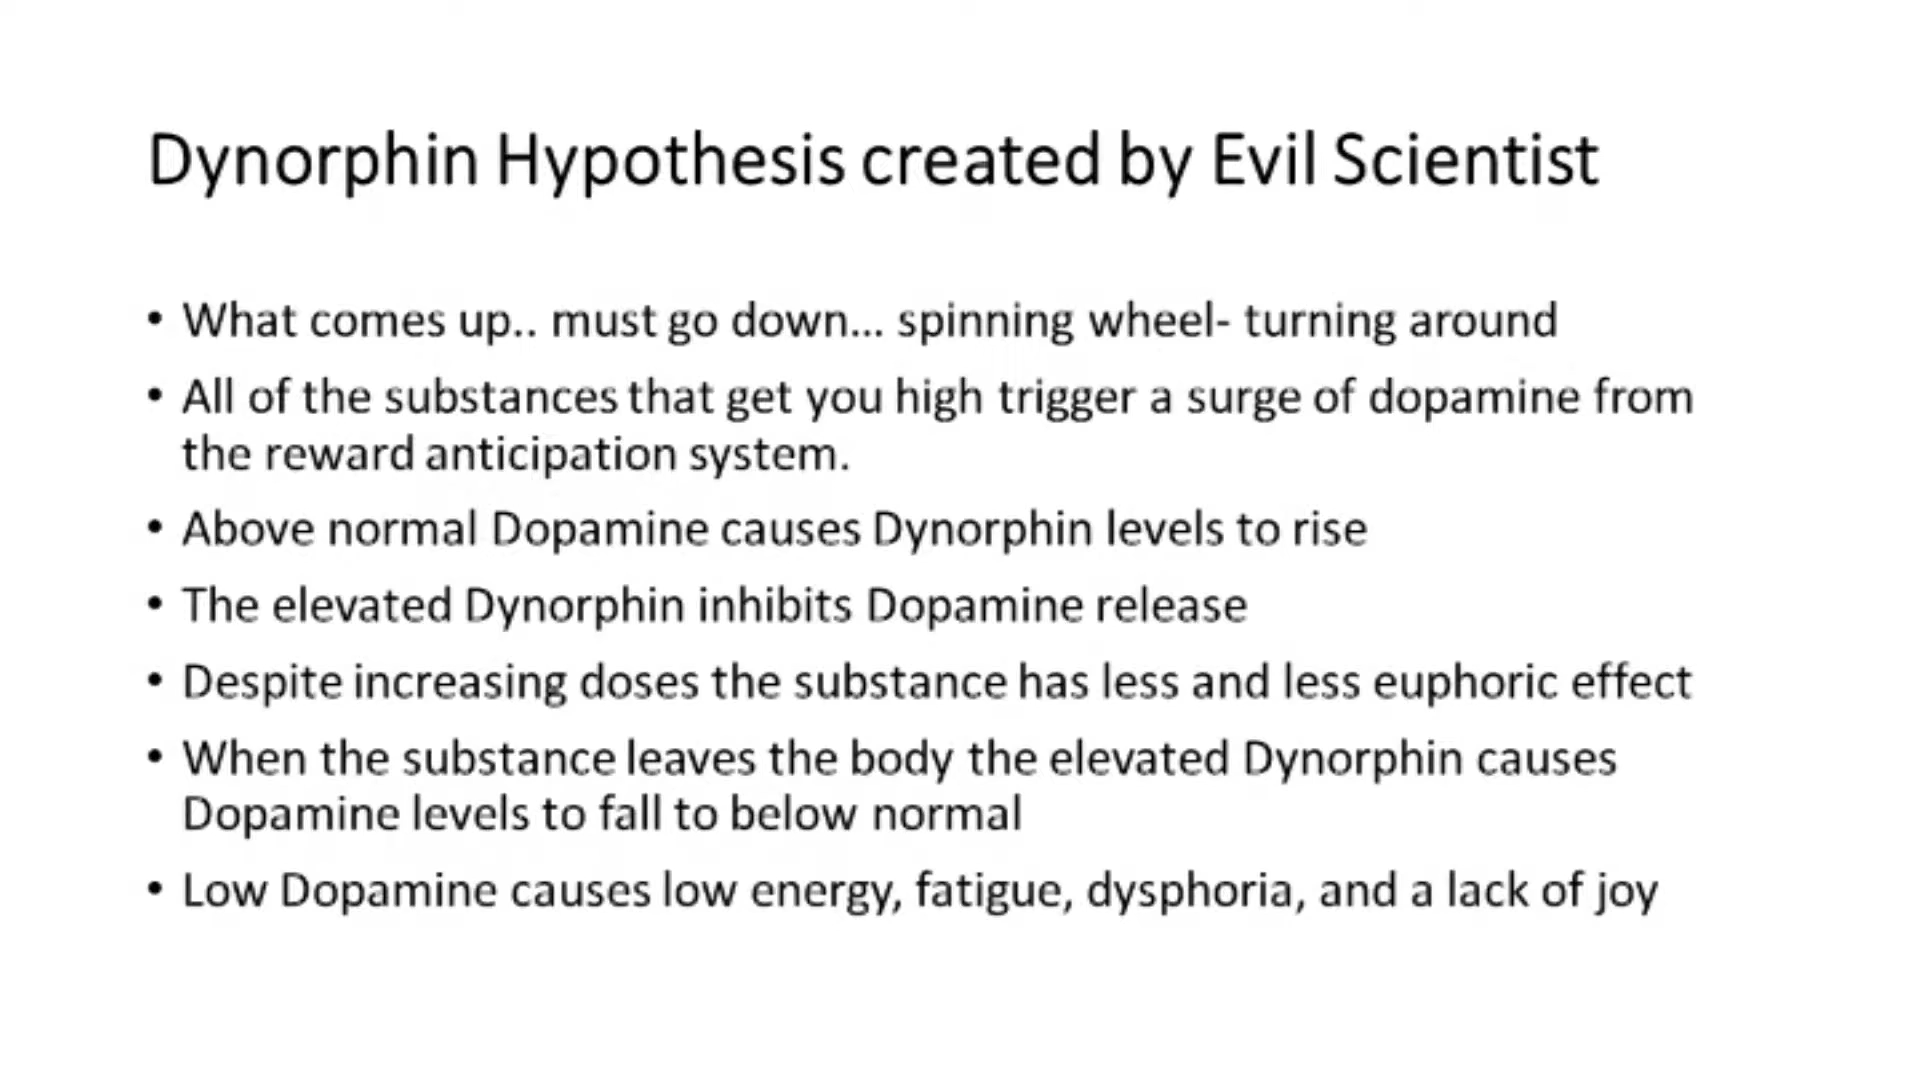 Dynorphin Hypothesis created by Evil Scientist
• What comes up.. must go down... spinning wheel- turning around
• All of the substances that get you high trigger a surge of dopamine from
the reward anticipation system.
• Above normal Dopamine causes Dynorphin levels to rise
• The elevated Dynorphin inhibits Dopamine release
• Despite increasing doses the substance has less and less euphoric effect
• When the substance leaves the body the elevated Dynorphin causes
Dopamine levels to fall to below normal
• Low Dopamine causes low energy, fatigue, dysphoria, and a lack of joy